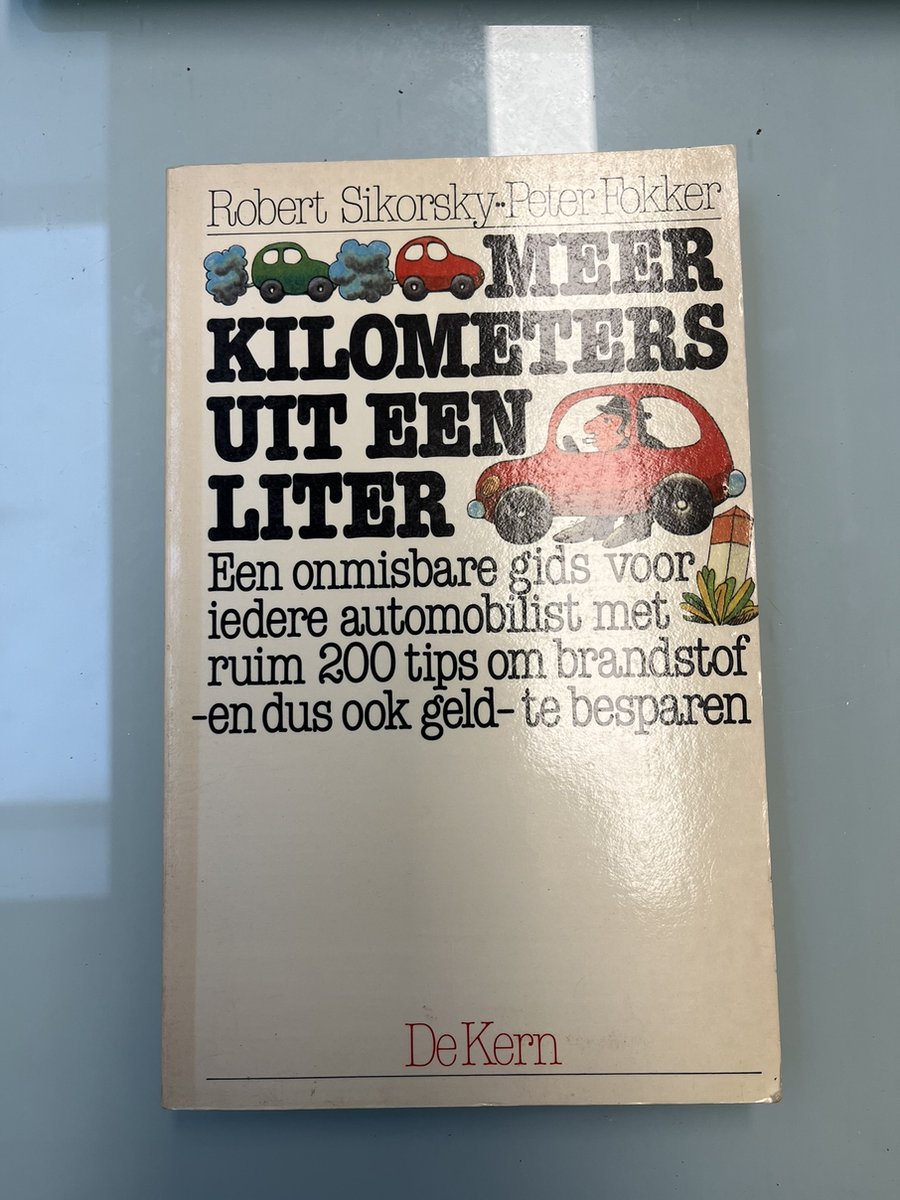 Robert Sikorsky·Peter Fokker
MEER
KILOMETERS
UIT EEN
LITER
Een onmisbare gids voor
iedere automobilist met
ruim 200 tips om brandstof
-en dus ook geld- te besparen
De Kern